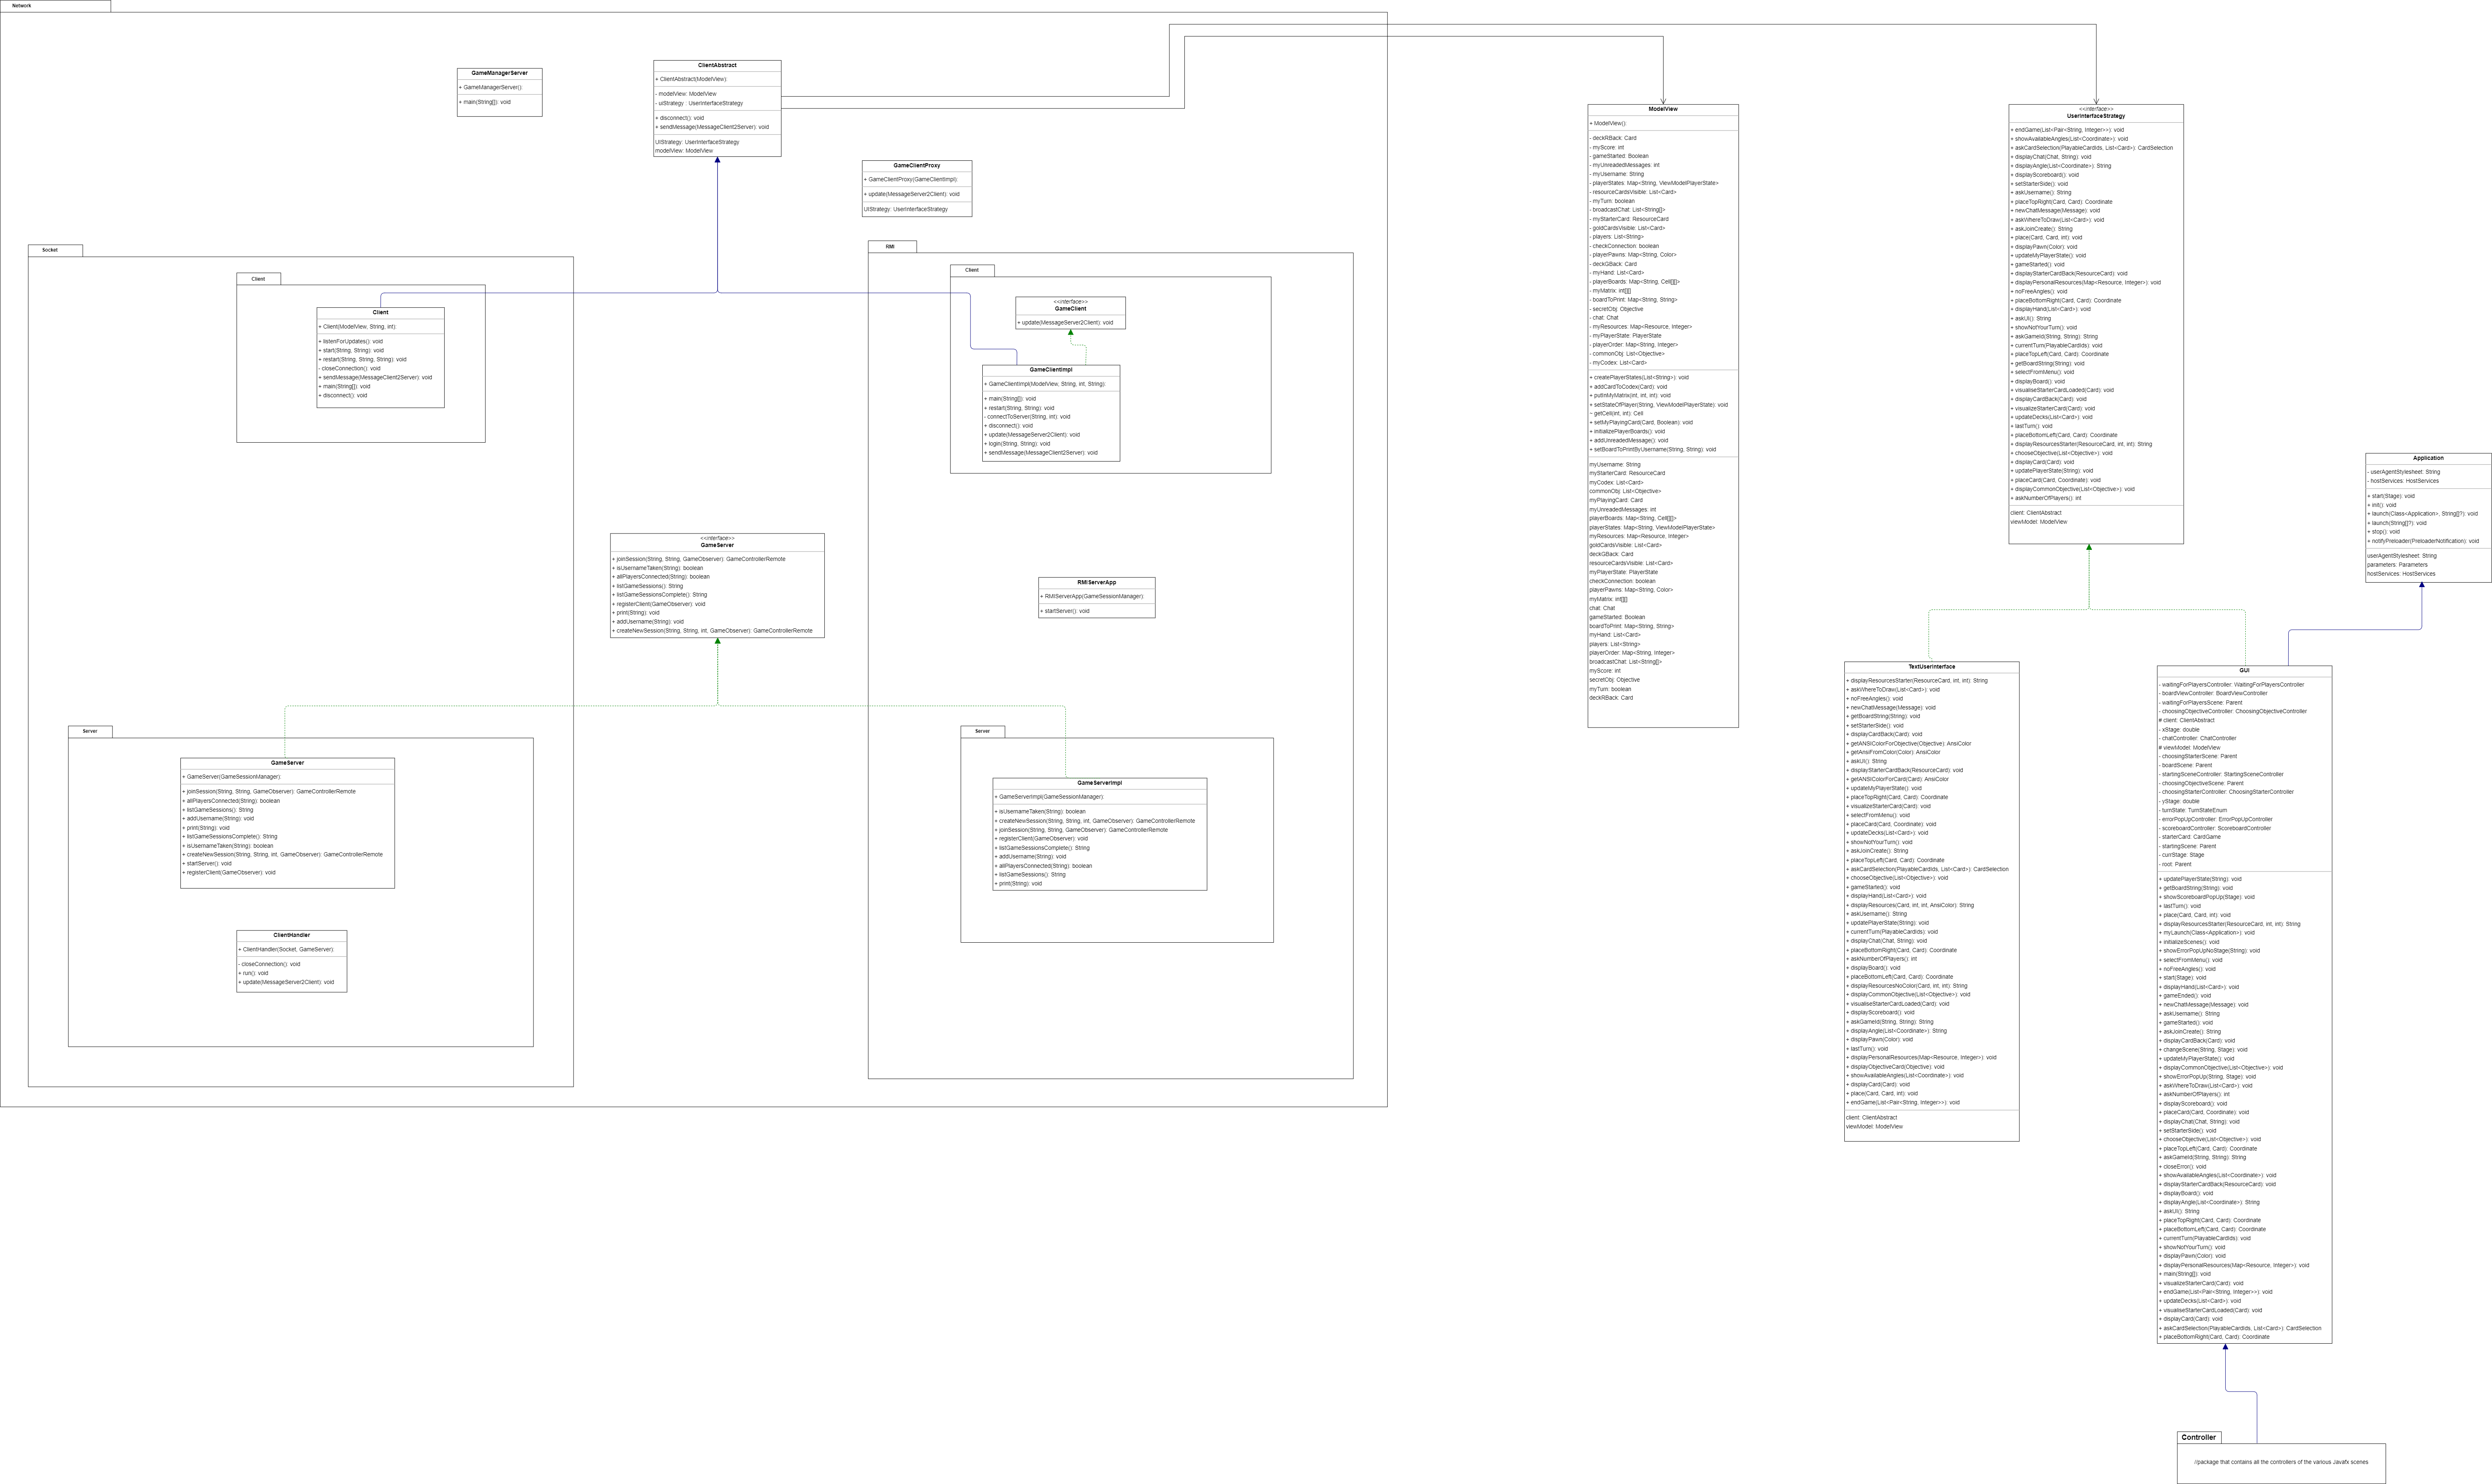 Network
GameManagerServer
+ GameManagerServer():
+ main(String[]): void
ClientAbstract
+ ClientAbstract(ModelView):
- modelView: ModelView
- uiStrategy : UserInterfaceStrategy
+ disconnect(): void
+ sendMessage(MessageClient2Server): void
UIStrategy: UserInterfaceStrategy
modelView: ModelView
GameClientProxy
+ GameClientProxy(GameClientImpl):
+ update(MessageServer2Client): void
UIStrategy: UserInterfaceStrategy
Socket
Client
Client
+ Client(ModelView, String, int):
+ listenForUpdates(): void
+ start(String, String): void
+ restart(String, String, String): void
- closeConnection(): void
+ sendMessage(MessageClient2Server): void
+ main(String[]): void
+ disconnect(): void
RMI
Client
<<interface>>
GameClient
+ update(MessageServer2Client): void
GameClientImpl
+ GameClientImpl(ModelView, String, int, String):
+ main(String[]): void
+ restart(String, String): void
- connectToServer(String, int): void
+ disconnect(): void
+ update(MessageServer2Client): void
+ login(String, String): void
+ sendMessage(MessageClient2Server): void
<<interface>>
GameServer
+ joinSession(String, String, GameObserver): GameControllerRemote
+ isUsernameTaken(String): boolean
+ allPlayersConnected(String): boolean
+ listGameSessions(): String
+ listGameSessionsComplete(): String
+ registerClient(GameObserver): void
+ print(String): void
+ addUsername(String): void
+ createNewSession(String, String, int, GameObserver): GameControllerRemote
RMIServerApp
+ RMIServerApp(GameSessionManager):
+ startServer(): void
Server
GameServer
+ GameServer(GameSessionManager):
+ joinSession(String, String, GameObserver): GameControllerRemote
+ allPlayersConnected(String): boolean
+ listGameSessions(): String
+ addUsername(String): void
+ print(String): void
+ listGameSessionsComplete(): String
+ isUsernameTaken(String): boolean
+ createNewSession(String, String, int, GameObserver): GameControllerRemote
+ startServer(): void
+ registerClient(GameObserver): void
ClientHandler
+ ClientHandler(Socket, GameServer):
- closeConnection(): void
+ run(): void
+ update(MessageServer2Client): void
Server
GameServerImpl
+ GameServerImpl(GameSessionManager):
+ isUsernameTaken(String): boolean
+ createNewSession(String, String, int, GameObserver): GameControllerRemote
+ joinSession(String, String, GameObserver): GameControllerRemote
+ registerClient(GameObserver): void
+ listGameSessionsComplete(): String
+ addUsername(String): void
+ allPlayersConnected(String): boolean
+ listGameSessions(): String
+ print(String): void
ModelView
+ ModelView():
- deckRBack: Card
- myScore: int
- gameStarted: Boolean
- myUnreadedMessages: int
- myUsername: String
- playerStates: Map<String, ViewModelPlayerState>
- resourceCardsVisible: List<Card>
- myTurn: boolean
- broadcastChat: List<String[]>
- myStarterCard: ResourceCard
- goldCardsVisible: List<Card>
- players: List<String>
- checkConnection: boolean
- playerPawns: Map<String, Color>
- deckGBack: Card
- myHand: List<Card>
- playerBoards: Map<String, Cell[][]>
- myMatrix: int[][]
- boardToPrint: Map<String, String>
- secretObj: Objective
- chat: Chat
- myResources: Map<Resource, Integer>
- myPlayerState: PlayerState
- playerOrder: Map<String, Integer>
- commonObj: List<Objective>
- myCodex: List<Card>
+ createPlayerStates(List<String>): void
+ addCardToCodex(Card): void
+ putInMyMatrix(int, int, int): void
+ setStateOfPlayer(String, ViewModelPlayerState): void
~ getCell(int, int): Cell
+ setMyPlayingCard(Card, Boolean): void
+ initializePlayerBoards(): void
+ addUnreadedMessage(): void
+ setBoardToPrintByUsername(String, String): void
myUsername: String
myStarterCard: ResourceCard
myCodex: List<Card>
commonObj: List<Objective>
myPlayingCard: Card
myUnreadedMessages: int
playerBoards: Map<String, Cell[][]>
playerStates: Map<String, ViewModelPlayerState>
myResources: Map<Resource, Integer>
goldCardsVisible: List<Card>
deckGBack: Card
resourceCardsVisible: List<Card>
myPlayerState: PlayerState
checkConnection: boolean
playerPawns: Map<String, Color>
myMatrix: int[][]
chat: Chat
gameStarted: Boolean
boardToPrint: Map<String, String>
myHand: List<Card>
players: List<String>
playerOrder: Map<String, Integer>
broadcastChat: List<String[]>
myScore: int
secretObj: Objective
myTurn: boolean
deckRBack: Card
<<interface>>
UserInterfaceStrategy
+ endGame(List<Pair<String, Integer>>): void
+ showAvailableAngles(List<Coordinate>): void
+ askCardSelection(PlayableCardIds, List<Card>): CardSelection
+ displayChat(Chat, String): void
+ displayAngle(List<Coordinate>): String
+ displayScoreboard(): void
+ setStarterSide(): void
+ askUsername(): String
+ placeTopRight(Card, Card): Coordinate
+ newChatMessage(Message): void
+ askWhereToDraw(List<Card>): void
+ askJoinCreate(): String
+ place(Card, Card, int): void
+ displayPawn(Color): void
+ updateMyPlayerState(): void
+ gameStarted(): void
+ displayStarterCardBack(ResourceCard): void
+ displayPersonalResources(Map<Resource, Integer>): void
+ noFreeAngles(): void
+ placeBottomRight(Card, Card): Coordinate
+ displayHand(List<Card>): void
+ askUI(): String
+ showNotYourTurn(): void
+ askGameId(String, String): String
+ currentTurn(PlayableCardIds): void
+ placeTopLeft(Card, Card): Coordinate
+ getBoardString(String): void
+ selectFromMenu(): void
+ displayBoard(): void
+ visualiseStarterCardLoaded(Card): void
+ displayCardBack(Card): void
+ visualizeStarterCard(Card): void
+ updateDecks(List<Card>): void
+ lastTurn(): void
+ placeBottomLeft(Card, Card): Coordinate
+ displayResourcesStarter(ResourceCard, int, int): String
+ chooseObjective(List<Objective>): void
+ displayCard(Card): void
+ updatePlayerState(String): void
+ placeCard(Card, Coordinate): void
+ displayCommonObjective(List<Objective>): void
+ askNumberOfPlayers(): int
client: ClientAbstract
viewModel: ModelView
Application
- userAgentStylesheet: String
- hostServices: HostServices
+ start(Stage): void
+ init(): void
+ launch(Class<Application>, String[]?): void
+ launch(String[]?): void
+ stop(): void
+ notifyPreloader(PreloaderNotification): void
userAgentStylesheet: String
parameters: Parameters
hostServices: HostServices
TextUserInterface
+ displayResourcesStarter(ResourceCard, int, int): String
+ askWhereToDraw(List<Card>): void
+ noFreeAngles(): void
+ newChatMessage(Message): void
+ getBoardString(String): void
+ setStarterSide(): void
+ displayCardBack(Card): void
+ getANSIColorForObjective(Objective): AnsiColor
+ getAnsiFromColor(Color): AnsiColor
+ askUI(): String
+ displayStarterCardBack(ResourceCard): void
+ getANSIColorForCard(Card): AnsiColor
+ updateMyPlayerState(): void
+ placeTopRight(Card, Card): Coordinate
+ visualizeStarterCard(Card): void
+ selectFromMenu(): void
+ placeCard(Card, Coordinate): void
+ updateDecks(List<Card>): void
+ showNotYourTurn(): void
+ askJoinCreate(): String
+ placeTopLeft(Card, Card): Coordinate
+ askCardSelection(PlayableCardIds, List<Card>): CardSelection
+ chooseObjective(List<Objective>): void
+ gameStarted(): void
+ displayHand(List<Card>): void
+ displayResources(Card, int, int, AnsiColor): String
+ askUsername(): String
+ updatePlayerState(String): void
+ currentTurn(PlayableCardIds): void
+ displayChat(Chat, String): void
+ placeBottomRight(Card, Card): Coordinate
+ askNumberOfPlayers(): int
+ displayBoard(): void
+ placeBottomLeft(Card, Card): Coordinate
+ displayResourcesNoColor(Card, int, int): String
+ displayCommonObjective(List<Objective>): void
+ visualiseStarterCardLoaded(Card): void
+ displayScoreboard(): void
+ askGameId(String, String): String
+ displayAngle(List<Coordinate>): String
+ displayPawn(Color): void
+ lastTurn(): void
+ displayPersonalResources(Map<Resource, Integer>): void
+ displayObjectiveCard(Objective): void
+ showAvailableAngles(List<Coordinate>): void
+ displayCard(Card): void
+ place(Card, Card, int): void
+ endGame(List<Pair<String, Integer>>): void
client: ClientAbstract
viewModel: ModelView
GUI
- waitingForPlayersController: WaitingForPlayersController
- boardViewController: BoardViewController
- waitingForPlayersScene: Parent
- choosingObjectiveController: ChoosingObjectiveController
# client: ClientAbstract
- xStage: double
- chatController: ChatController
# viewModel: ModelView
- choosingStarterScene: Parent
- boardScene: Parent
- startingSceneController: StartingSceneController
- choosingObjectiveScene: Parent
- choosingStarterController: ChoosingStarterController
- yStage: double
- turnState: TurnStateEnum
- errorPopUpController: ErrorPopUpController
- scoreboardController: ScoreboardController
- starterCard: CardGame
- startingScene: Parent
- currStage: Stage
- root: Parent
+ updatePlayerState(String): void
+ getBoardString(String): void
+ showScoreboardPopUp(Stage): void
+ lastTurn(): void
+ place(Card, Card, int): void
+ displayResourcesStarter(ResourceCard, int, int): String
+ myLaunch(Class<Application>): void
+ initializeScenes(): void
+ showErrorPopUpNoStage(String): void
+ selectFromMenu(): void
+ noFreeAngles(): void
+ start(Stage): void
+ displayHand(List<Card>): void
+ gameEnded(): void
+ newChatMessage(Message): void
+ askUsername(): String
+ gameStarted(): void
+ askJoinCreate(): String
+ displayCardBack(Card): void
+ changeScene(String, Stage): void
+ updateMyPlayerState(): void
+ displayCommonObjective(List<Objective>): void
+ showErrorPopUp(String, Stage): void
+ askWhereToDraw(List<Card>): void
+ askNumberOfPlayers(): int
+ displayScoreboard(): void
+ placeCard(Card, Coordinate): void
+ displayChat(Chat, String): void
+ setStarterSide(): void
+ chooseObjective(List<Objective>): void
+ placeTopLeft(Card, Card): Coordinate
+ askGameId(String, String): String
+ closeError(): void
+ showAvailableAngles(List<Coordinate>): void
+ displayStarterCardBack(ResourceCard): void
+ displayBoard(): void
+ displayAngle(List<Coordinate>): String
+ askUI(): String
+ placeTopRight(Card, Card): Coordinate
+ placeBottomLeft(Card, Card): Coordinate
+ currentTurn(PlayableCardIds): void
+ showNotYourTurn(): void
+ displayPawn(Color): void
+ displayPersonalResources(Map<Resource, Integer>): void
+ main(String[]): void
+ visualizeStarterCard(Card): void
+ endGame(List<Pair<String, Integer>>): void
+ updateDecks(List<Card>): void
+ visualiseStarterCardLoaded(Card): void
+ displayCard(Card): void
+ askCardSelection(PlayableCardIds, List<Card>): CardSelection
+ placeBottomRight(Card, Card): Coordinate
Controller
//package that contains all the controllers of the various Javafx scenes